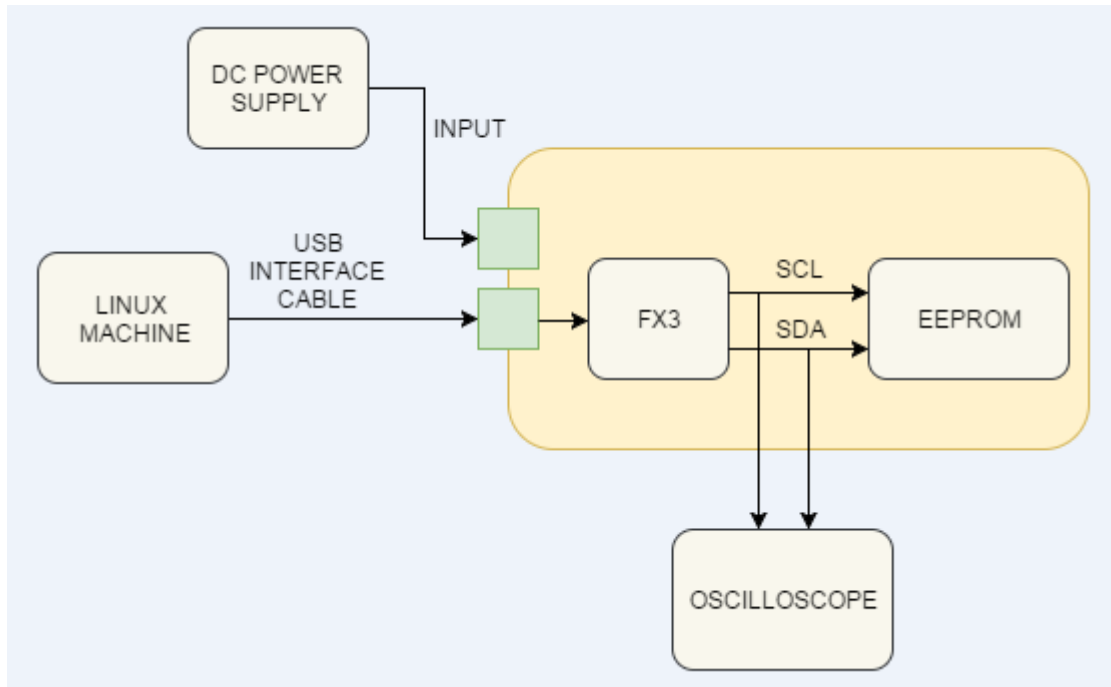 DC POWER
SUPPLY
INPUT
USB
INTERFACE
CABLE
LINUX
MACHINE
FX3
SCL
SDA
EEPROM
OSCILLOSCOPE